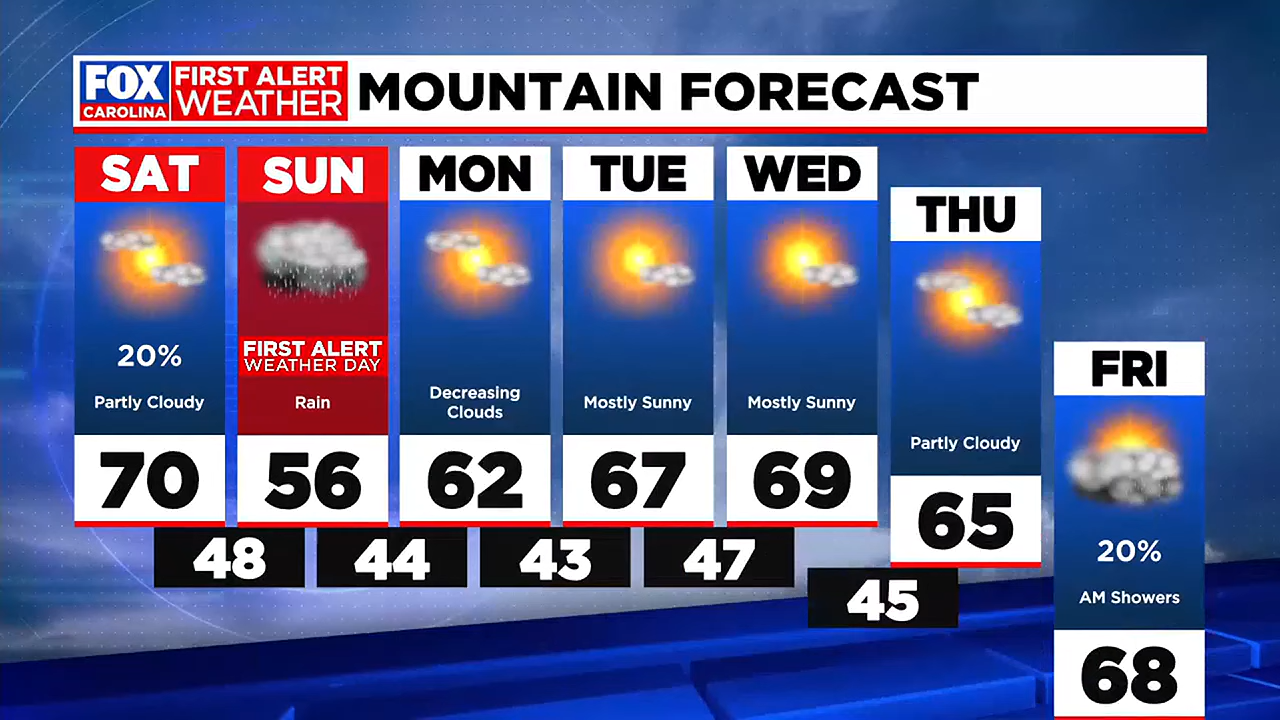 FOX
CAROLINA
FIRST ALERT
WEATHER
MOUNTAIN FORECAST
SAT
20%
Partly Cloudy
70
SUN
FIRST ALERT
WEATHER DAY
Rain
56
MON
Decreasing
Clouds
62
TUE
Mostly Sunny
67
WED
Mostly Sunny
69
THU
Partly Cloudy
65
FRI
20%
AM Showers
68
48
44
43
47
45